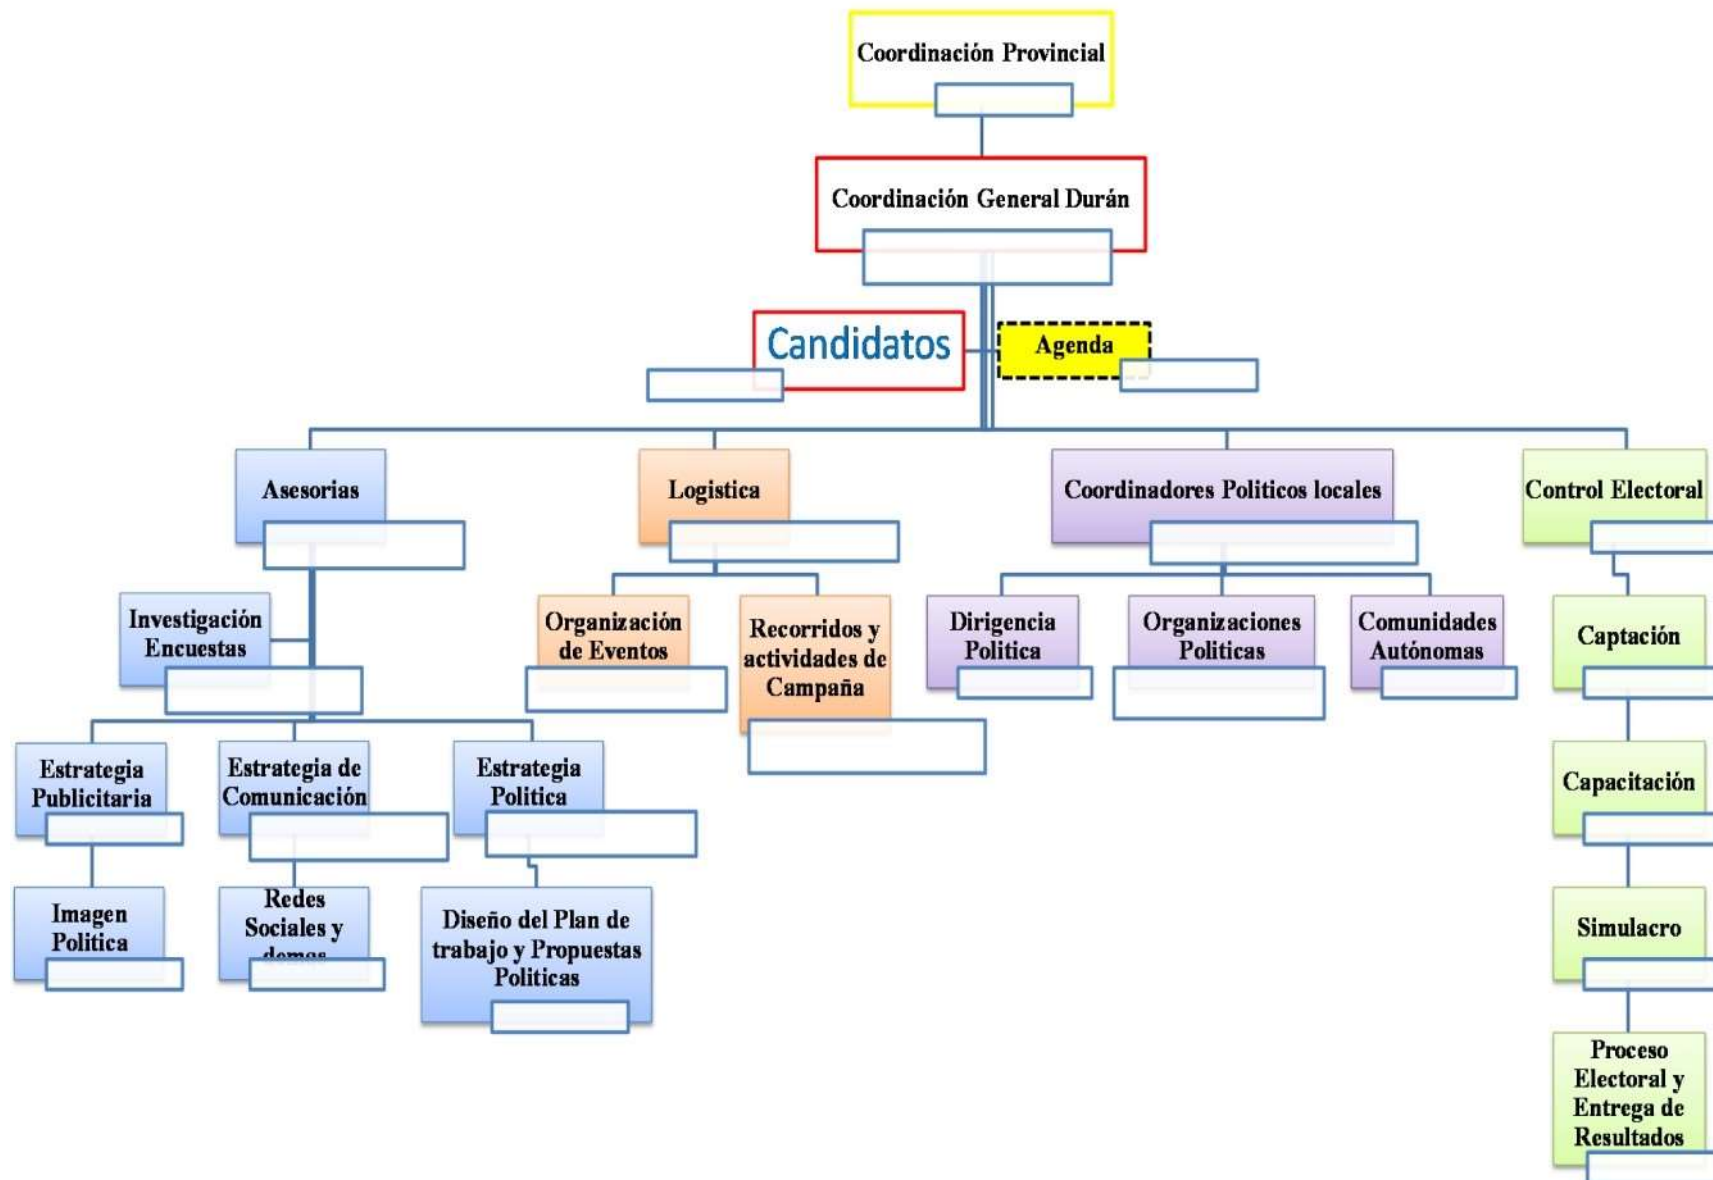 Coordinación Provincial
Coordinación General Durán
Candidatos
Agenda
Asesorias
Logistica
Coordinadores Politicos locales
Control Electoral
Investigación
Encuestas
Organización
de Eventos
Recorridos y
actividades de
Campaña
Dirigencia
Politica
Organizaciones
Politicas
Comunidades
Autónomas
Captación
Estrategia
Publicitaria
Estrategia de
Comunicación
Estrategia
Politica
Capacitación
Imagen
Politica
Redes
Sociales y
demas
Diseño del Plan de
trabajo y Propuestas
Politicas
Simulacro
Proceso
Electoral y
Entrega de
Resultados